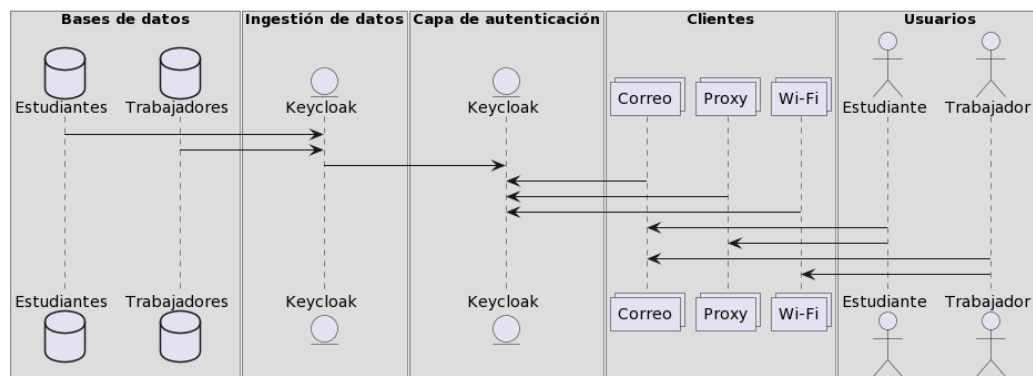 Bases de datos Ingestión de datos Capa de autenticación Clientes Usuarios
Estudiantes Trabajadores Keycloak Keycloak Correo Proxy Wi-Fi Estudiante Trabajador
Estudiantes Trabajadores Keycloak Keycloak Correo Proxy Wi-Fi Estudiante Trabajador